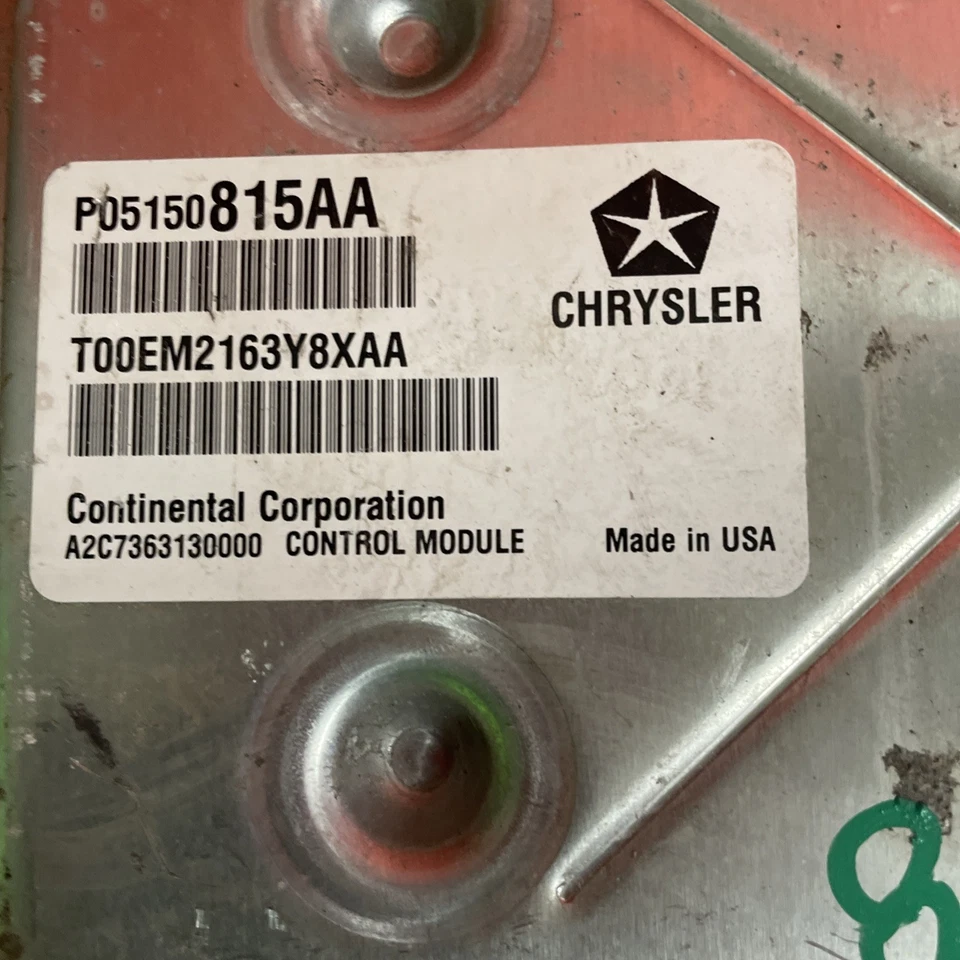 P05150815AA
CHRYSLER
T00EM2163Y8XAA
Continental Corporation
A2C7363130000 CONTROL MODULE Made in USA